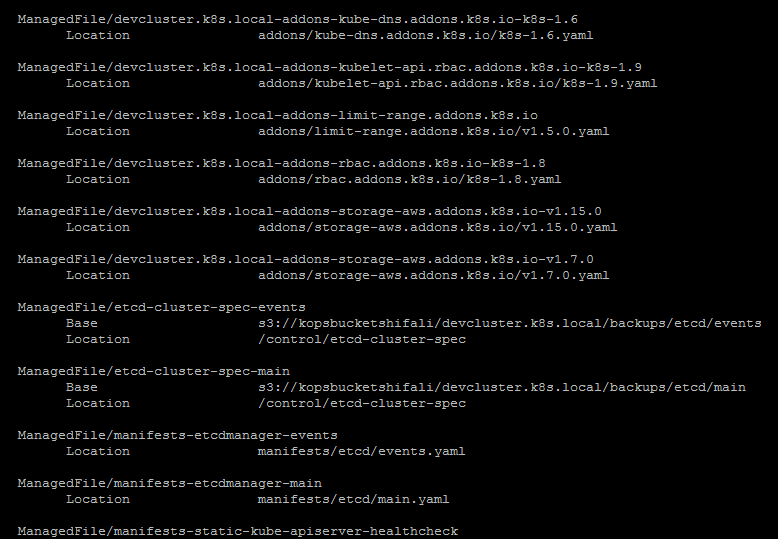 ManagedFile/devcluster.k8s.local-addons-kube-dns.addons.k8s.io-k8s-1.6
Location addons/kube-dns.addons.k8s.io/k8s-1.6.yaml
ManagedFile/devcluster.k8s.local-addons-kubelet-api.rbac.addons.k8s.io-k8s-1.9
Location addons/kubelet-api.rbac.addons.k8s.io/k8s-1.9.yaml
ManagedFile/devcluster.k8s.local-addons-limit-range.addons.k8s.io
Location addons/limit-range.addons.k8s.io/v1.5.0.yaml
ManagedFile/devcluster.k8s.local-addons-rbac.addons.k8s.io-k8s-1.8
Location addons/rbac.addons.k8s.io/k8s-1.8.yaml
ManagedFile/devcluster.k8s.local-addons-storage-aws.addons.k8s.io-v1.15.0
Location addons/storage-aws.addons.k8s.io/v1.15.0.yaml
ManagedFile/devcluster.k8s.local-addons-storage-aws.addons.k8s.io-v1.7.0
Location addons/storage-aws.addons.k8s.io/v1.7.0.yaml
ManagedFile/etcd-cluster-spec-events
Base s3://kopsbucketshifali/devcluster.k8s.local/backups/etcd/events
Location /control/etcd-cluster-spec
ManagedFile/etcd-cluster-spec-main
Base s3://kopsbucketshifali/devcluster.k8s.local/backups/etcd/main
Location /control/etcd-cluster-spec
ManagedFile/manifests-etcdmanager-events
Location manifests/etcd/events.yaml
ManagedFile/manifests-etcdmanager-main
Location manifests/etcd/main.yaml
ManagedFile/manifests-static-kube-apiserver-healthcheck